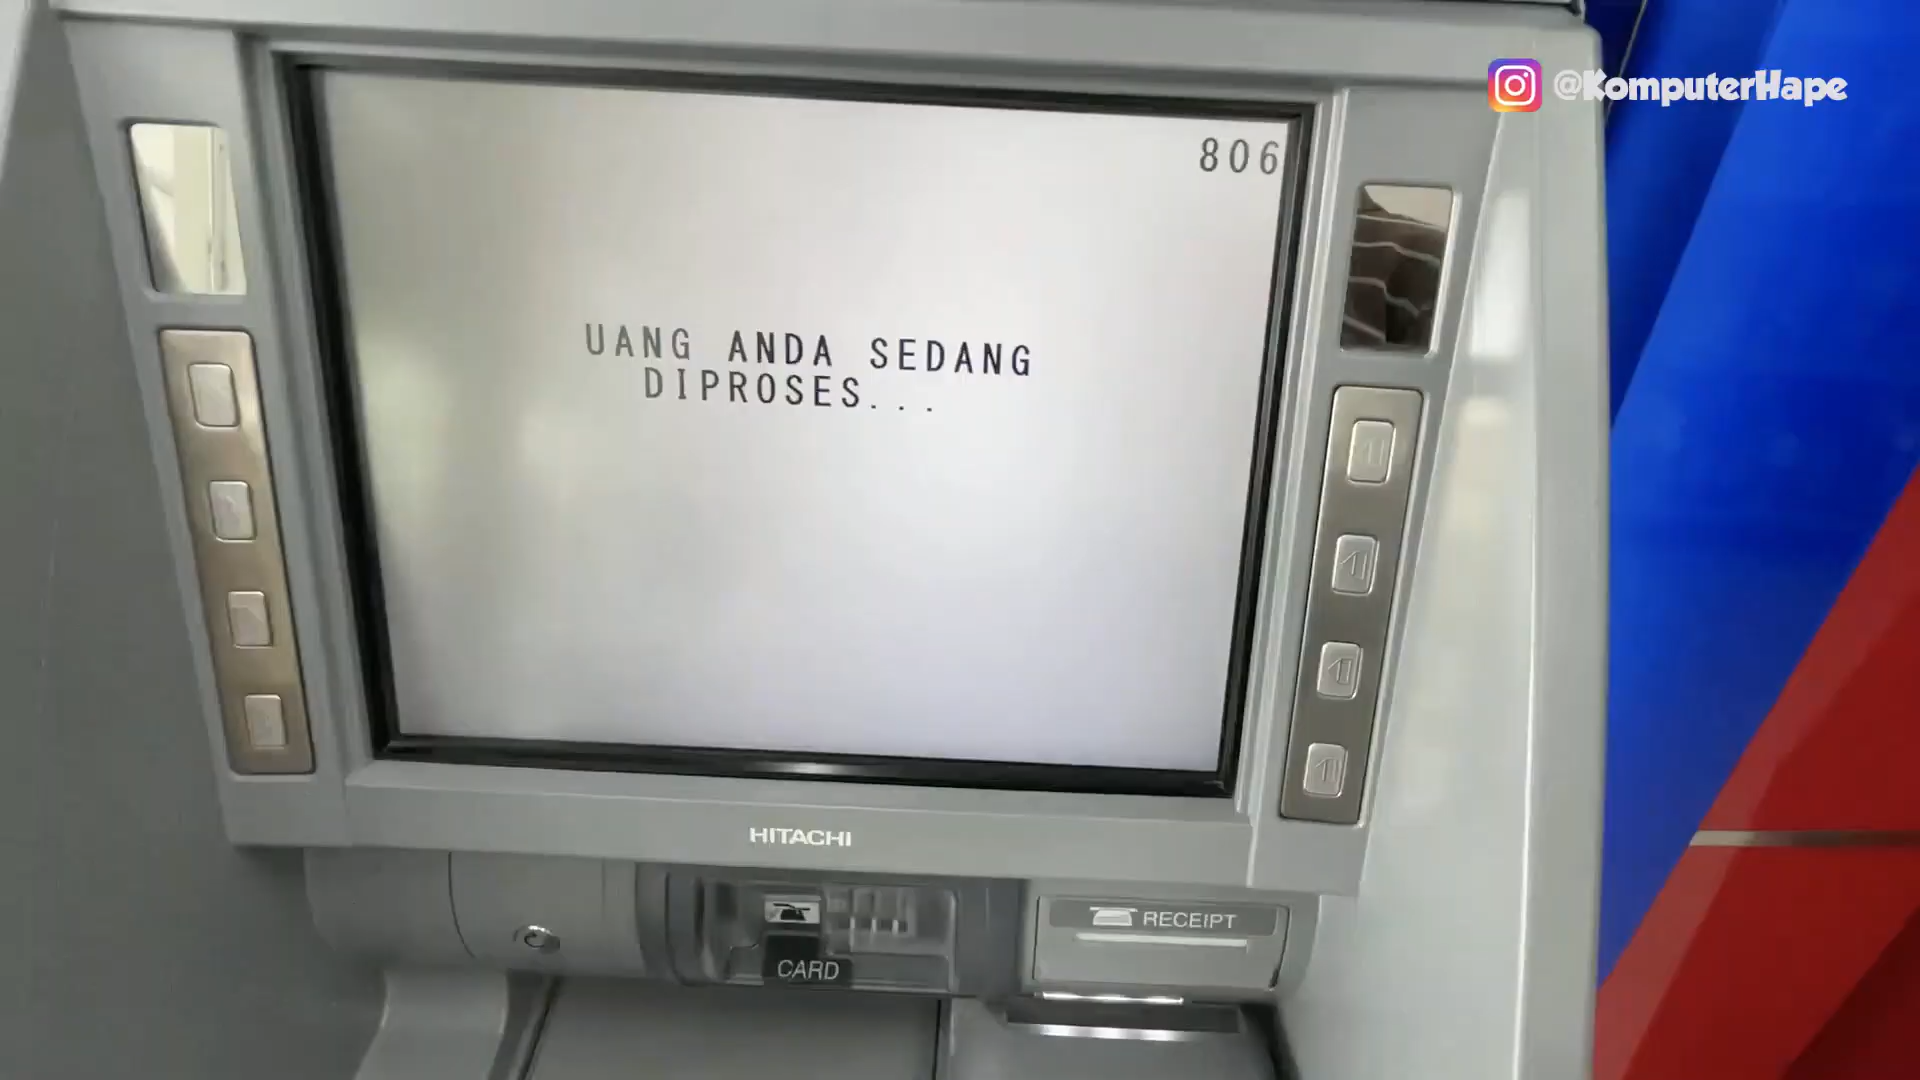 @KomputerHape
806
UANG ANDA SEDANG
DIPROSES...
HITACHI
CARD
RECEIPT